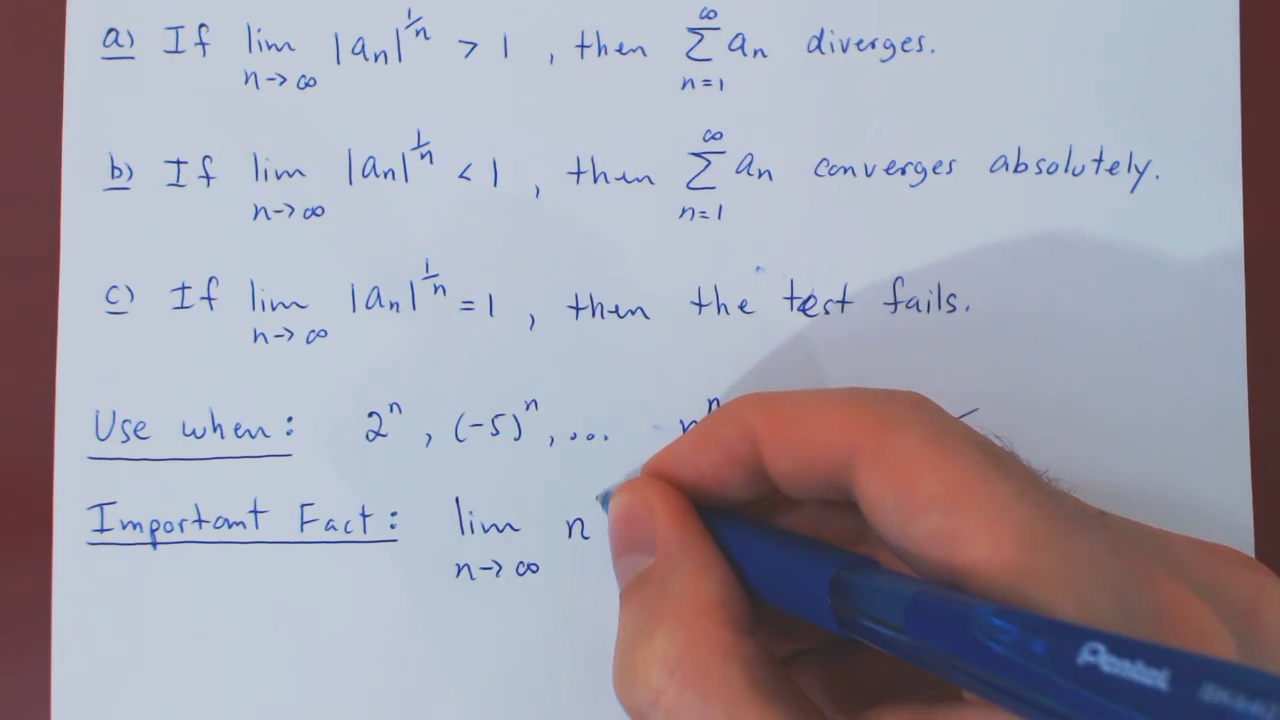 a) If lim n→∞ |an|^1/n > 1 , then ∞ Σ n=1 an diverges.
b) If lim n→∞ |an|^1/n < 1 , then ∞ Σ n=1 an converges absolutely.
c) If lim n→∞ |an|^1/n = 1 , then the test fails.
Use when: 2^n , (-5)^n , ... n^n
Important Fact: lim n→∞ n
Pentel